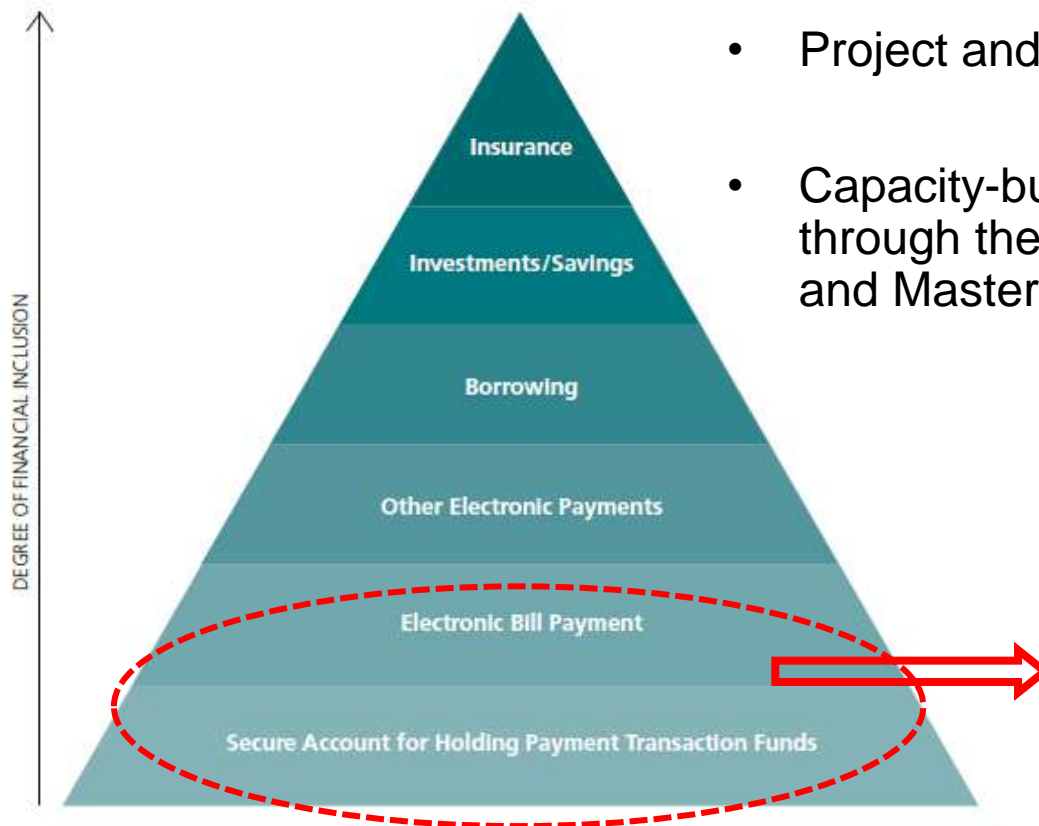 • Project and
• Capacity-bu
through the
and Master
Insurance
Investments/Savings
Borrowing
Other Electronic Payments
Electronic Bill Payment
Secure Account for Holding Payment Transaction Funds
DEGREE OF FINANCIAL INCLUSION